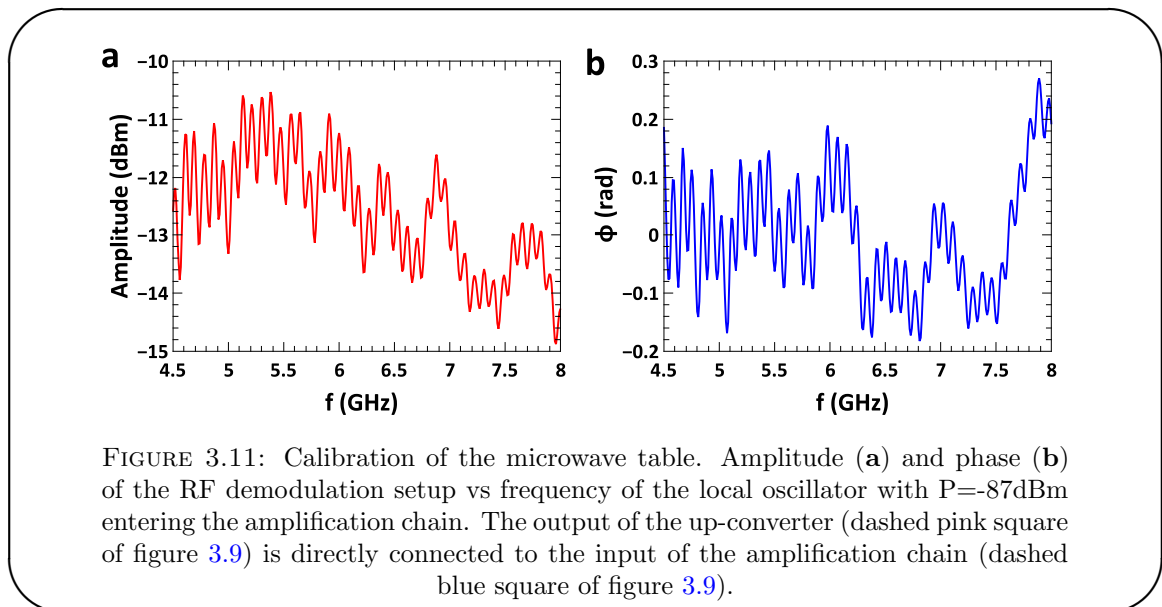 a
b
−10
−11
−12
−13
−14
−15
Amplitude (dBm)
4.5 5 5.5 6 6.5 7 7.5 8
f (GHz)
0.3
0.2
0.1
0
−0.1
−0.2
Φ (rad)
4.5 5 5.5 6 6.5 7 7.5 8
f (GHz)
FIGURE 3.11: Calibration of the microwave table. Amplitude (a) and phase (b)
of the RF demodulation setup vs frequency of the local oscillator with P=-87dBm
entering the amplification chain. The output of the up-converter (dashed pink square
of figure 3.9) is directly connected to the input of the amplification chain (dashed
blue square of figure 3.9).